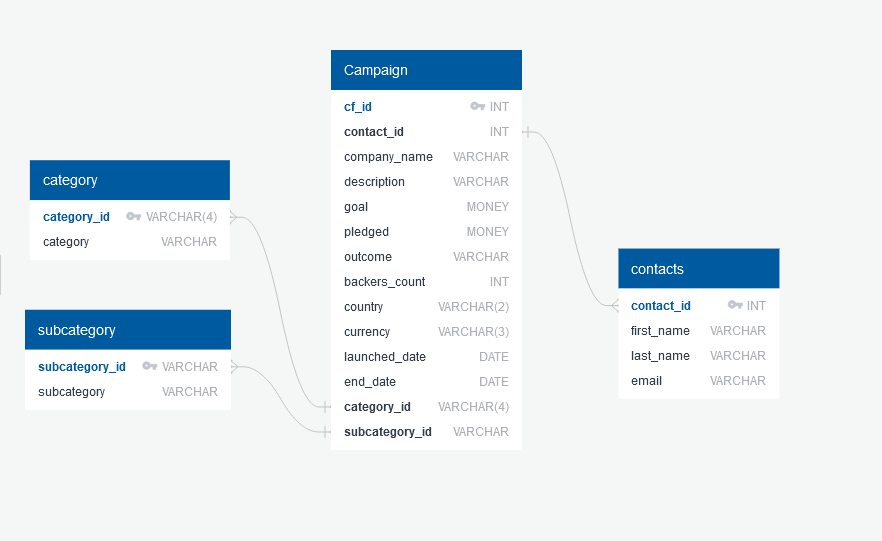 Campaign
cf_id INT
contact_id INT
company_name VARCHAR
description VARCHAR
goal MONEY
pledged MONEY
outcome VARCHAR
backers_count INT
country VARCHAR(2)
currency VARCHAR(3)
launched_date DATE
end_date DATE
category_id VARCHAR(4)
subcategory_id VARCHAR
category
category_id VARCHAR(4)
category VARCHAR
subcategory
subcategory_id VARCHAR
subcategory VARCHAR
contacts
contact_id INT
first_name VARCHAR
last_name VARCHAR
email VARCHAR